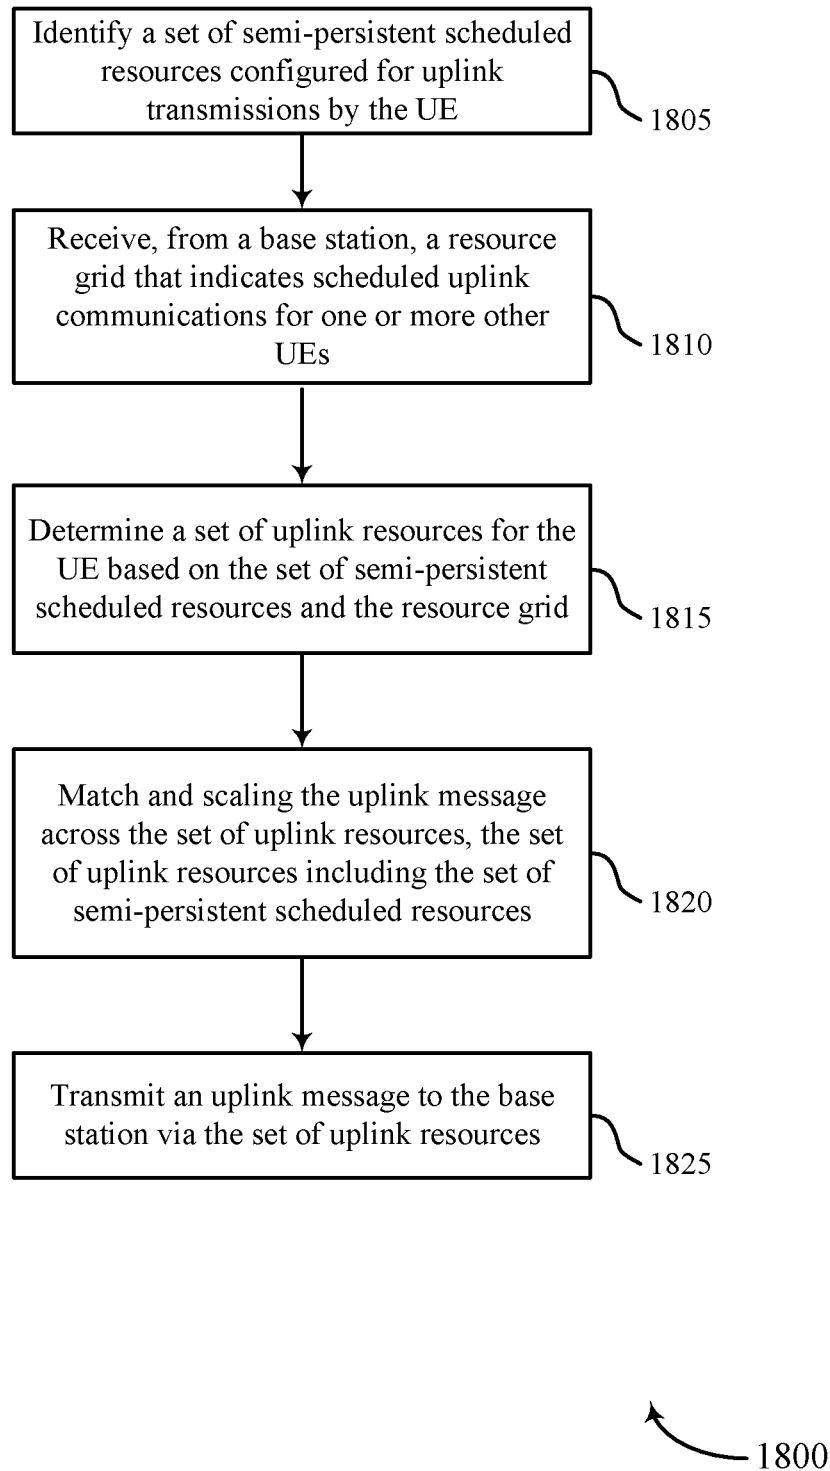 Identify a set of semi-persistent scheduled
resources configured for uplink
transmissions by the UE
1805
Receive, from a base station, a resource
grid that indicates scheduled uplink
communications for one or more other
UEs
1810
Determine a set of uplink resources for the
UE based on the set of semi-persistent
scheduled resources and the resource grid
1815
Match and scaling the uplink message
across the set of uplink resources, the set
of uplink resources including the set of
semi-persistent scheduled resources
1820
Transmit an uplink message to the base
station via the set of uplink resources
1825
1800